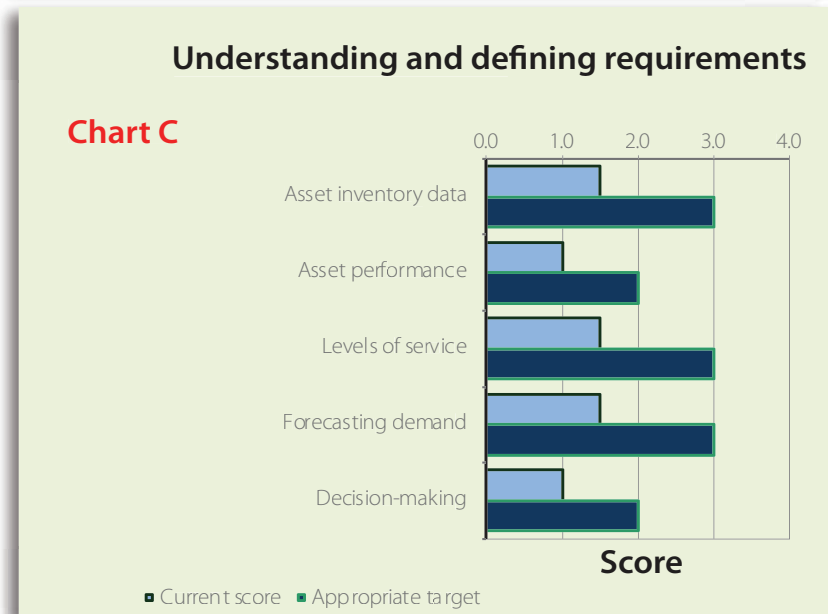 Understanding and defining requirements
Chart C
0.0 1.0 2.0 3.0 4.0
Asset inventory data
Asset performance
Levels of service
Forecasting demand
Decision-making
Score
Current score Appropriate target